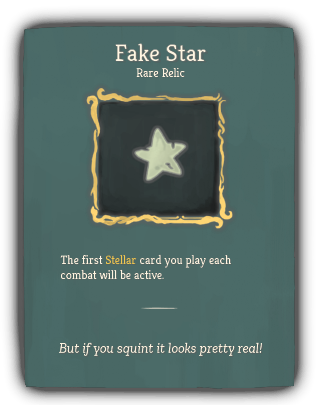 Fake Star
Rare Relic
The first Stellar card you play each
combat will be active.
But if you squint it looks pretty real!